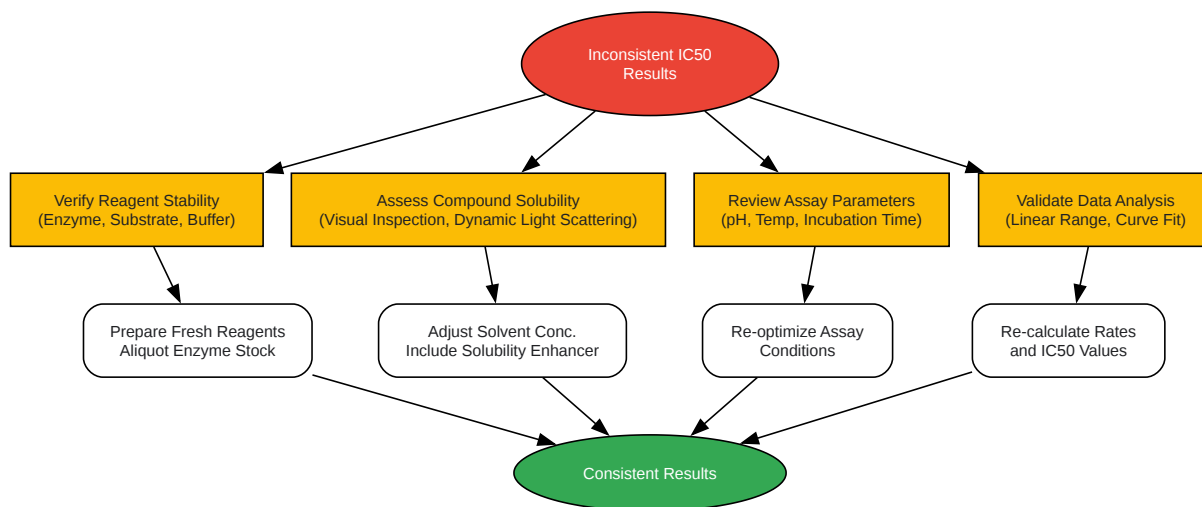 Inconsistent IC50
Results
Verify Reagent Stability
(Enzyme, Substrate, Buffer)
Assess Compound Solubility
(Visual Inspection, Dynamic Light Scattering)
Review Assay Parameters
(pH, Temp, Incubation Time)
Validate Data Analysis
(Linear Range, Curve Fit)
Prepare Fresh Reagents
Aliquot Enzyme Stock
Adjust Solvent Conc.
Include Solubility Enhancer
Re-optimize Assay
Conditions
Re-calculate Rates
and IC50 Values
Consistent Results